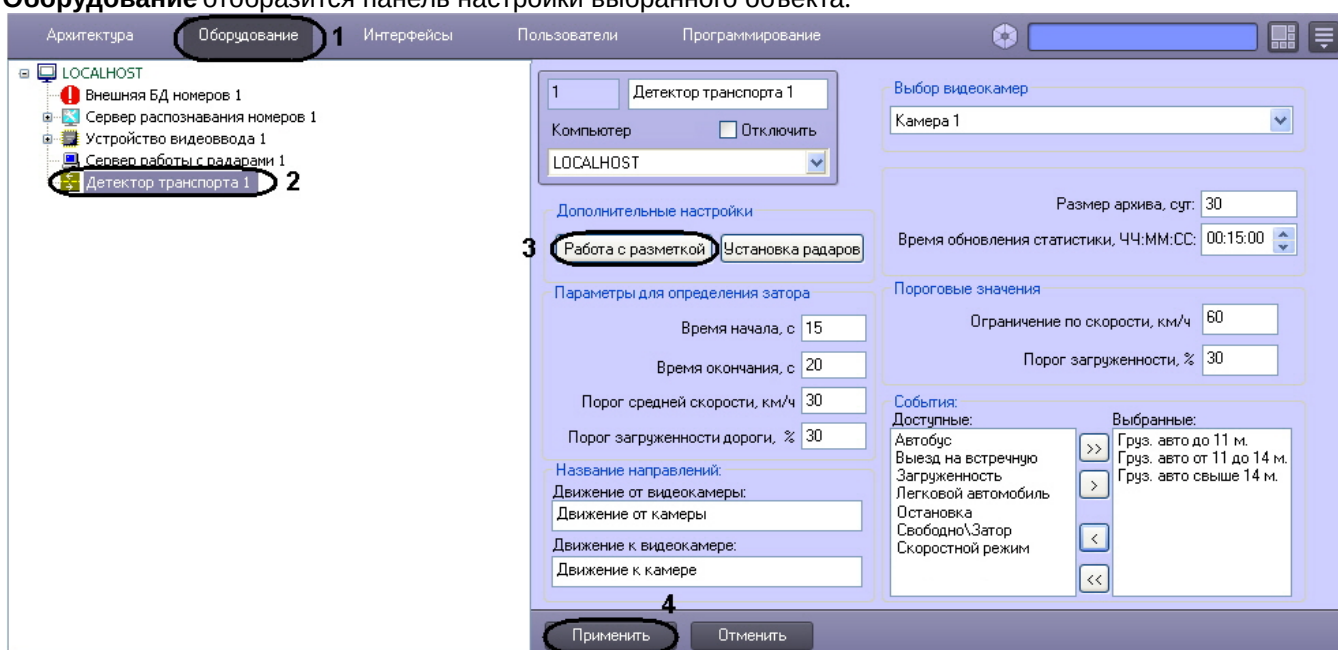 Оборудование отобразится панель настройки выбранного объекта.
Архитектура Оборудование 1 Интерфейсы Пользователи Программирование
LOCALHOST
Внешняя БД номеров 1
Сервер распознавания номеров 1
Устройство видеоввода 1
Сервер работы с радарами 1
Детектор транспорта 1 2
1 Детектор транспорта 1
Компьютер Отключить
LOCALHOST
Выбор видеокамер
Камера 1
Дополнительные настройки
3 Работа с разметкой Установка радаров
Размер архива, сут: 30
Время обновления статистики, ЧЧ:ММ:СС: 00:15:00
Параметры для определения затора
Время начала, с 15
Время окончания, с 20
Порог средней скорости, км/ч 30
Порог загруженности дороги, % 30
Пороговые значения
Ограничение по скорости, км/ч 60
Порог загруженности, % 30
Название направлений:
Движение от видеокамеры:
Движение от камеры
Движение к видеокамере:
Движение к камере
События:
Доступные:
Автобус
Выезд на встречную
Загруженность
Легковой автомобиль
Остановка
Свободно\Затор
Скоростной режим
>>
>
<
<<
Выбранные:
Груз. авто до 11 м.
Груз. авто от 11 до 14 м.
Груз. авто свыше 14 м.
4
Применить Отменить